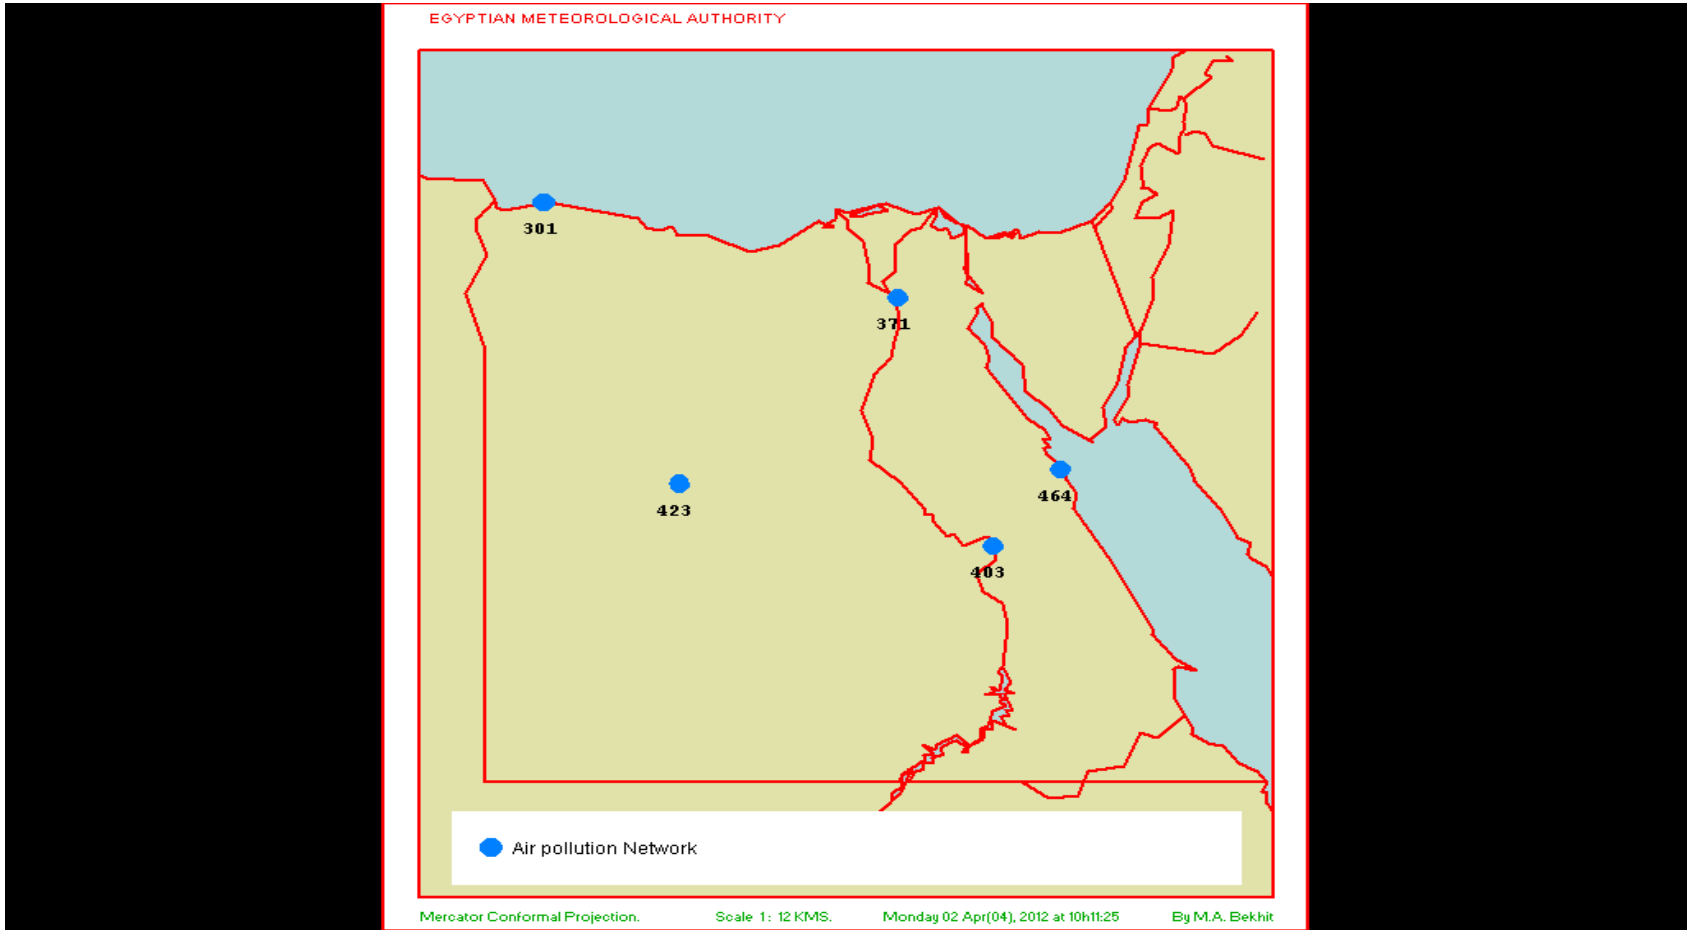 EGYPTIAN METEOROLOGICAL AUTHORITY
301
371
464
423
403
Air pollution Network
Mercator Conformal Projection. Scale 1: 12 KMS. Monday 02 Apr(04), 2012 at 10h11:25 By M.A. Bekhit